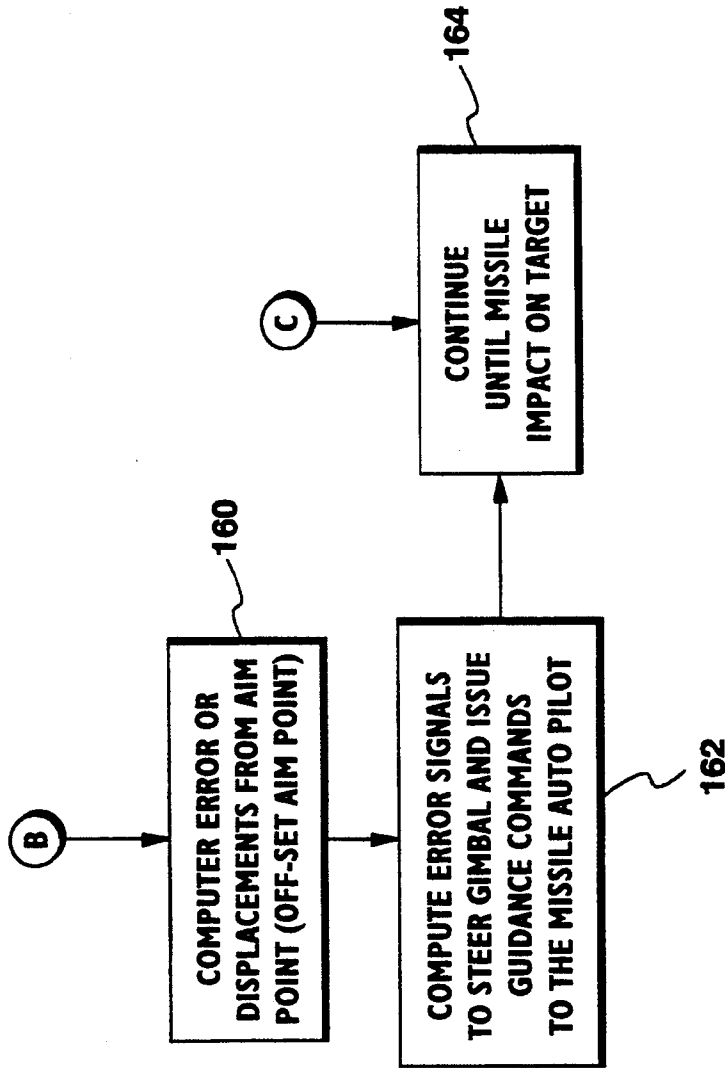 B
COMPUTER ERROR OR
DISPLACEMENTS FROM AIM
POINT (OFF-SET AIM POINT)
160
COMPUTE ERROR SIGNALS
TO STEER GIMBAL AND ISSUE
GUIDANCE COMMANDS
TO THE MISSILE AUTO PILOT
162
C
CONTINUE
UNTIL MISSILE
IMPACT ON TARGET
164